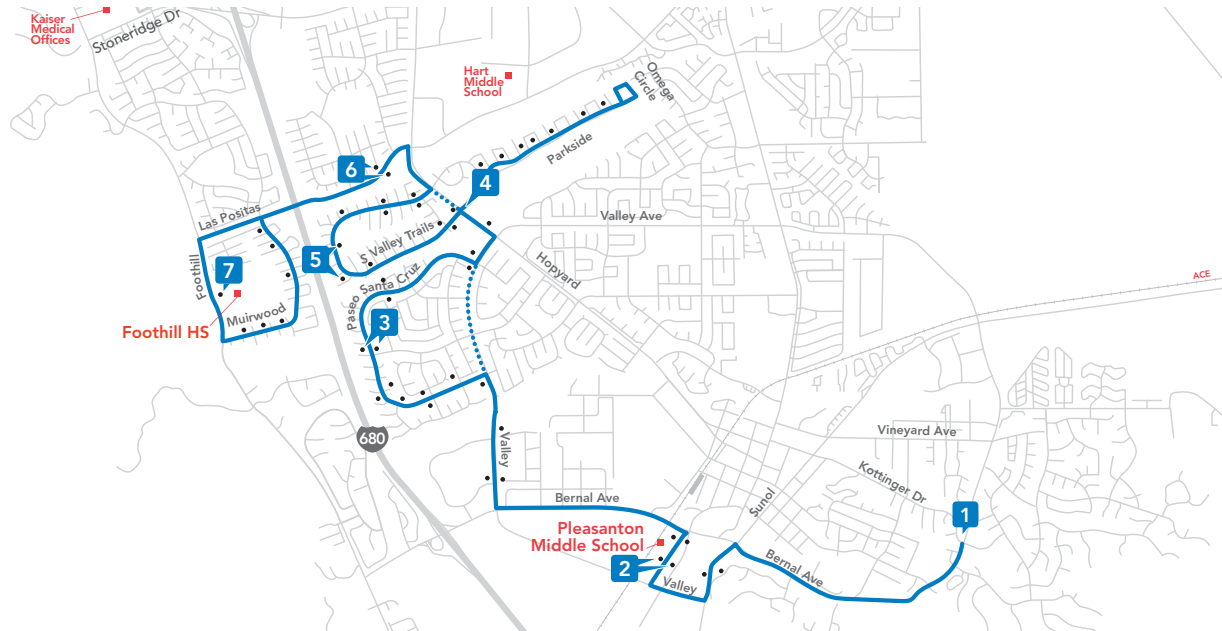 Kaiser
Medical
Offices
Stoneridge Dr
Hart
Middle
School
Omega
Circle
Parkside
6
4
Las Positas
Valley Ave
S Valley Trails
5
Foothill
7
Hopyard
ACE
Paseo Santa Cruz
Muirwood
3
Foothill HS
680
Vineyard Ave
Valley
Kottinger Dr
Bernal Ave
Sunol
1
Pleasanton
Middle School
2
Bernal Ave
Valley